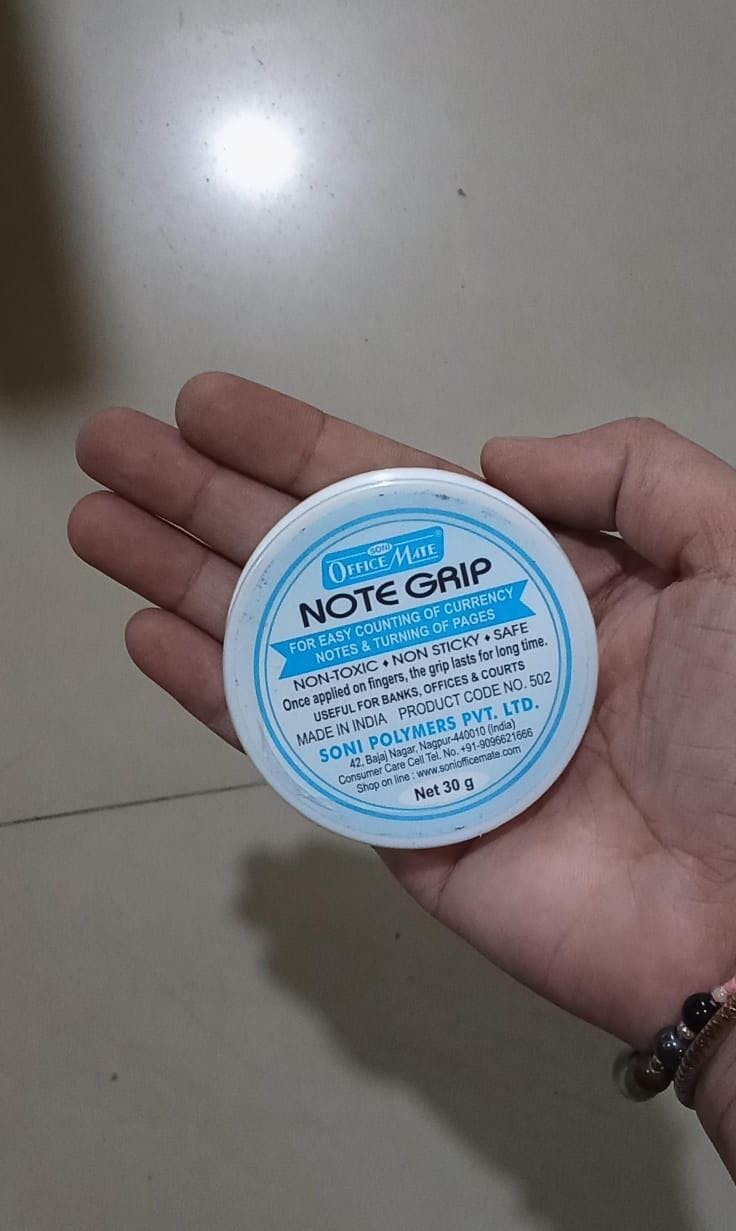 SONI
OFFICE MATE®
NOTE GRIP
FOR EASY COUNTING OF CURRENCY
NOTES & TURNING OF PAGES
NON-TOXIC ♦ NON STICKY ♦ SAFE
Once applied on fingers, the grip lasts for long time.
USEFUL FOR BANKS, OFFICES & COURTS
MADE IN INDIA PRODUCT CODE NO. 502
SONI POLYMERS PVT. LTD.
42, Bajaj Nagar, Nagpur-440010 (India)
Consumer Care Cell Tel. No. +91-9096621666
Shop on line : www.soniofficemate.com
Net 30 g